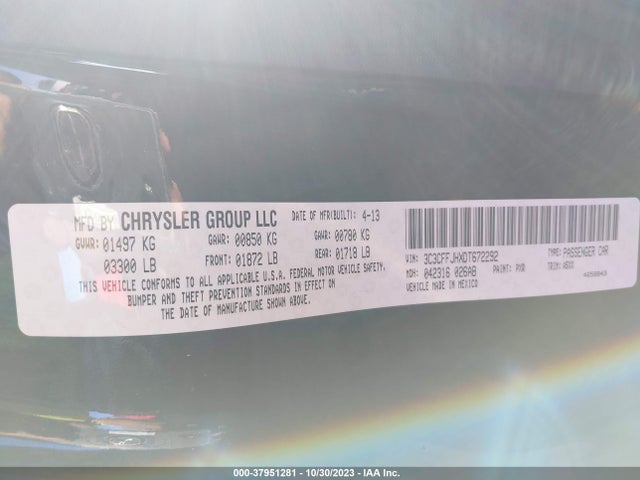 MFD BY CHRYSLER GROUP LLC DATE OF MFR(BUILT): 4-13
GVWR: 01497 KG GAWR: 00850 KG GAWR: 00780 KG
03300 LB FRONT: 01872 LB REAR: 01718 LB
THIS VEHICLE CONFORMS TO ALL APPLICABLE U.S.A. FEDERAL MOTOR VEHICLE SAFETY,
BUMPER AND THEFT PREVENTION STANDARDS IN EFFECT ON
THE DATE OF MANUFACTURE SHOWN ABOVE.
VIN: 3C3CFFJHXDT672292 TYPE: PASSENGER CAR
MDH: 042316 026AB PAINT: PXR TRIM: A5XX
VEHICLE MADE IN MEXICO
000-37951281 | 10/30/2023 | IAA Inc.